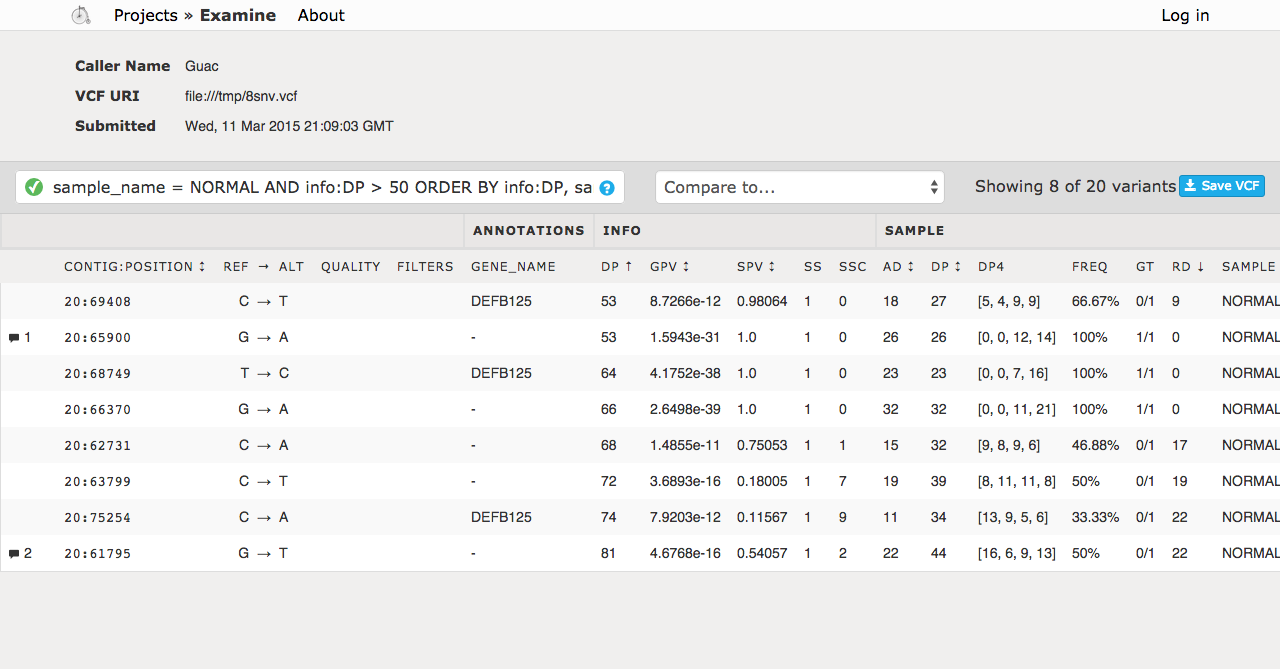 Projects » Examine About Log in
Caller Name Guac
VCF URI file:///tmp/8snv.vcf
Submitted Wed, 11 Mar 2015 21:09:03 GMT
sample_name = NORMAL AND info:DP > 50 ORDER BY info:DP, sa ? Compare to... Showing 8 of 20 variants Save VCF
ANNOTATIONS INFO SAMPLE
CONTIG:POSITION ↕ REF → ALT QUALITY FILTERS GENE_NAME DP ↑ GPV ↕ SPV ↕ SS SSC AD ↕ DP ↕ DP4 FREQ GT RD ↓ SAMPLE
20:69408 C → T DEFB125 53 8.7266e-12 0.98064 1 0 18 27 [5, 4, 9, 9] 66.67% 0/1 9 NORMAL
1 20:65900 G → A - 53 1.5943e-31 1.0 1 0 26 26 [0, 0, 12, 14] 100% 1/1 0 NORMAL
20:68749 T → C DEFB125 64 4.1752e-38 1.0 1 0 23 23 [0, 0, 7, 16] 100% 1/1 0 NORMAL
20:66370 G → A - 66 2.6498e-39 1.0 1 0 32 32 [0, 0, 11, 21] 100% 1/1 0 NORMAL
20:62731 C → A - 68 1.4855e-11 0.75053 1 1 15 32 [9, 8, 9, 6] 46.88% 0/1 17 NORMAL
20:63799 C → T - 72 3.6893e-16 0.18005 1 7 19 39 [8, 11, 11, 8] 50% 0/1 19 NORMAL
20:75254 C → A DEFB125 74 7.9203e-12 0.11567 1 9 11 34 [13, 9, 5, 6] 33.33% 0/1 22 NORMAL
2 20:61795 G → T - 81 4.6768e-16 0.54057 1 2 22 44 [16, 6, 9, 13] 50% 0/1 22 NORMAL